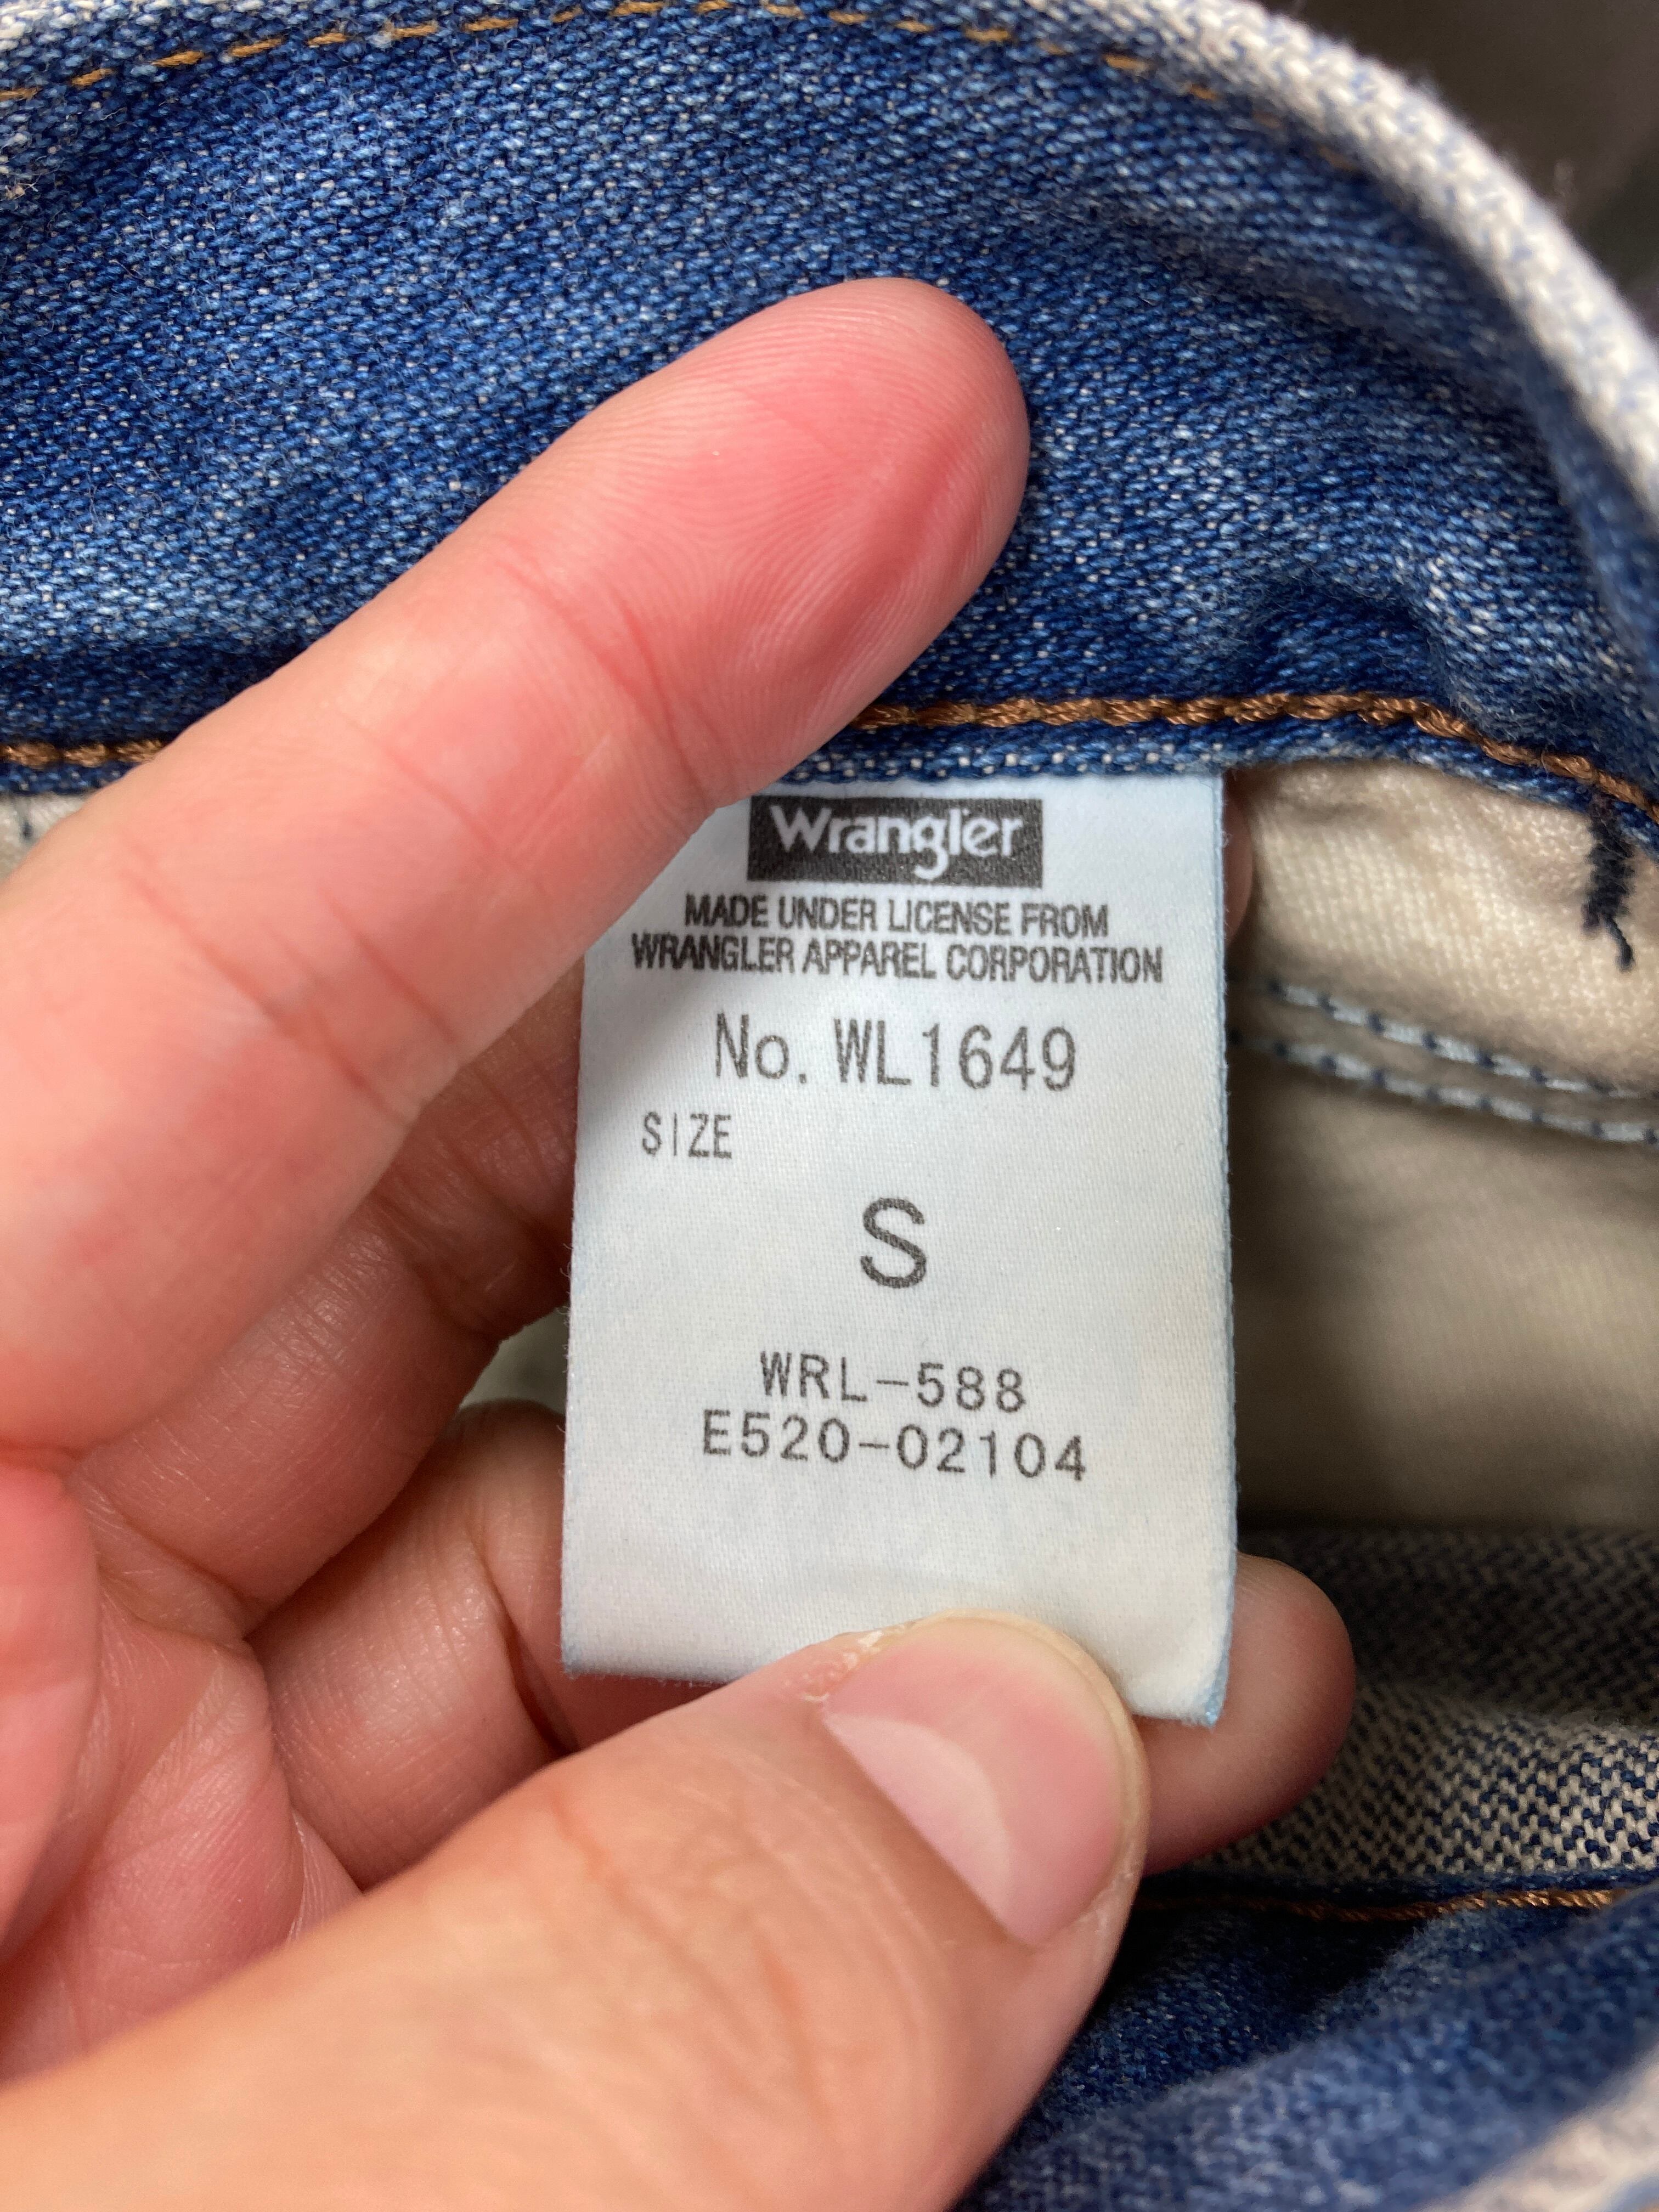 Wrangler
MADE UNDER LICENSE FROM
WRANGLER APPAREL CORPORATION
No. WL1649
SIZE
S
WRL-588
E520-02104